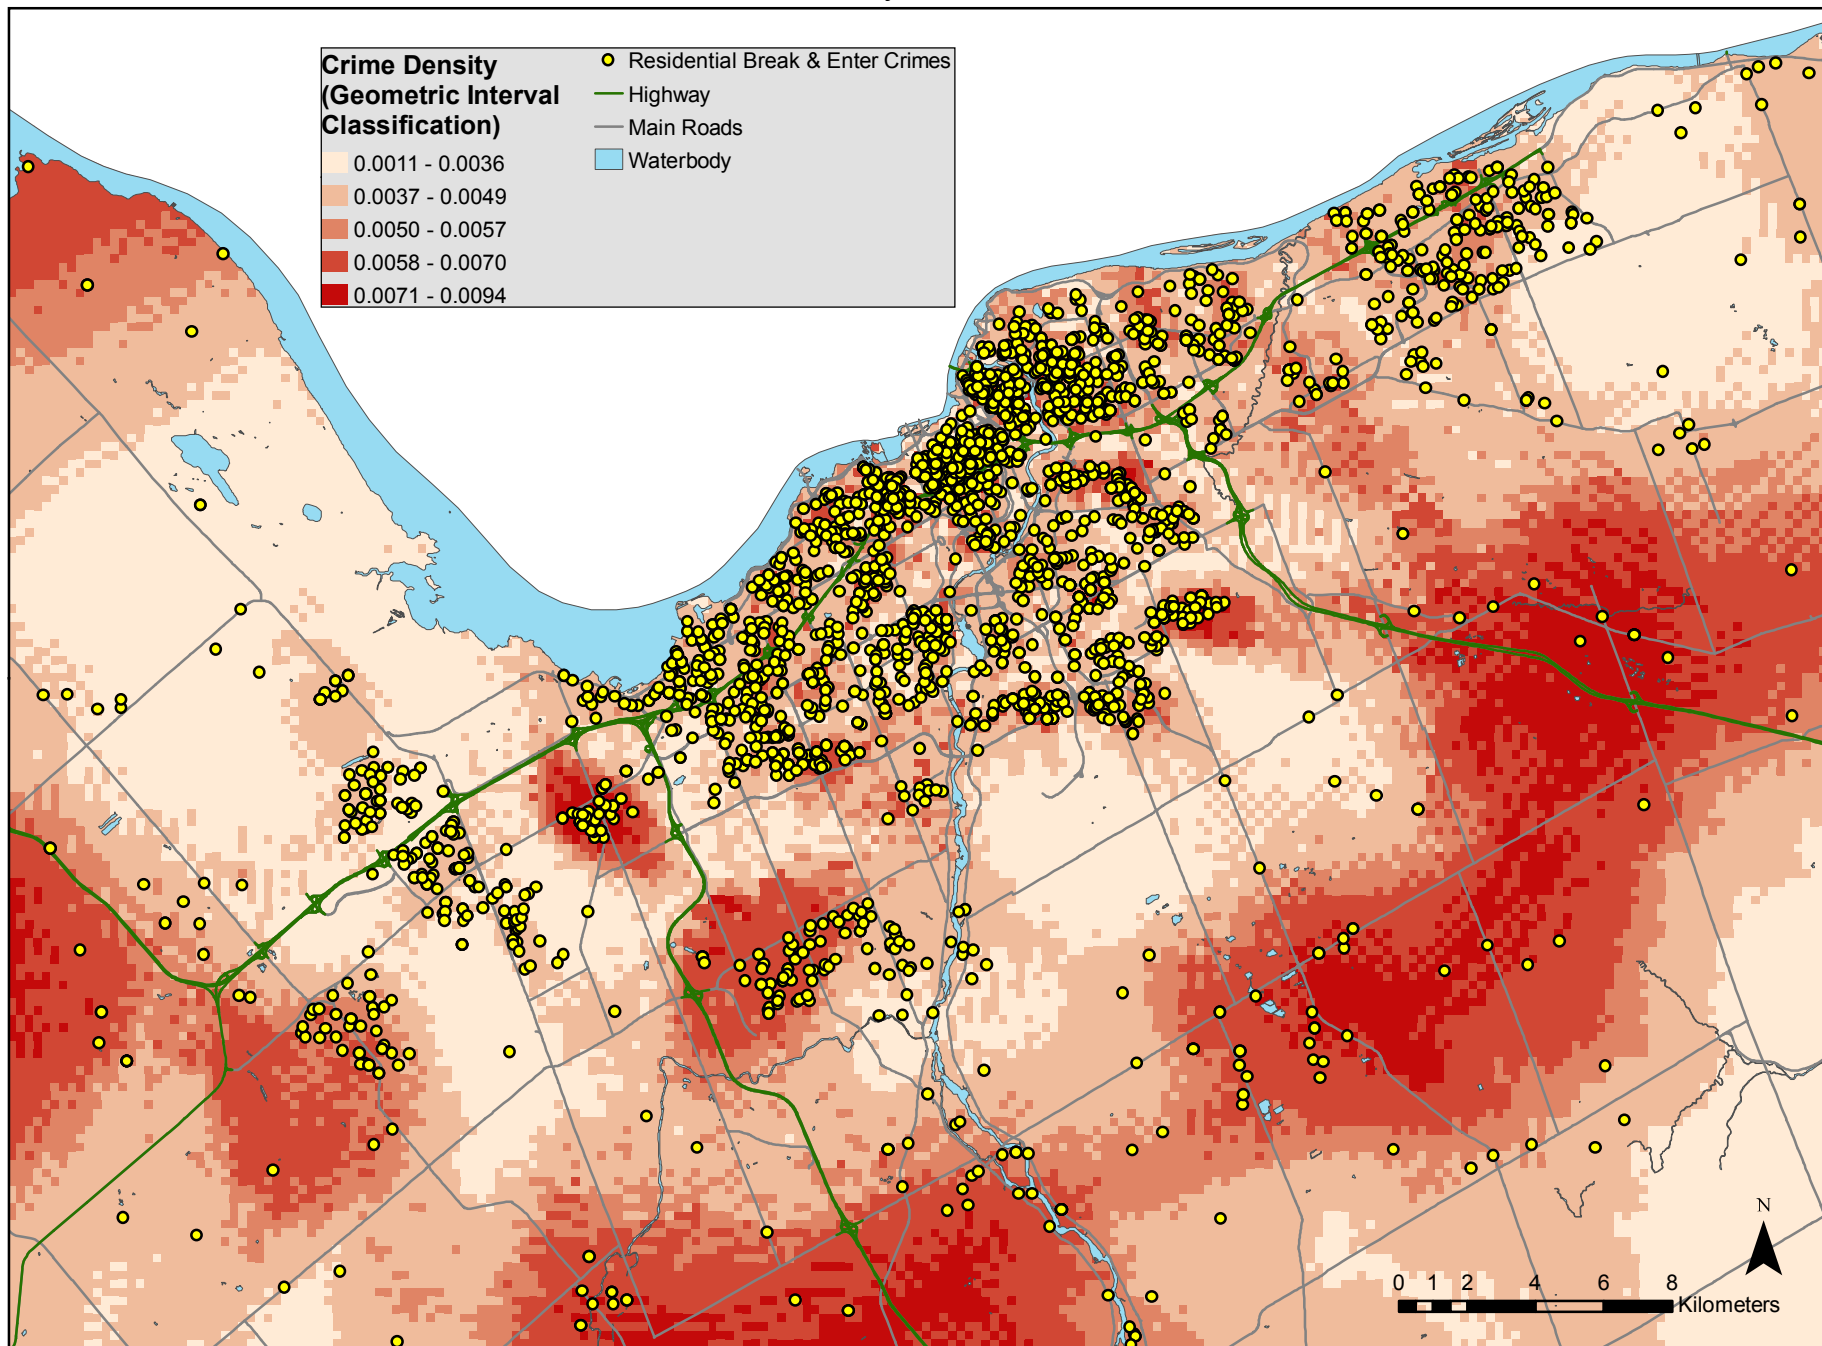 Crime Density
(Geometric Interval
Classification)
0.0011 - 0.0036
0.0037 - 0.0049
0.0050 - 0.0057
0.0058 - 0.0070
0.0071 - 0.0094
Residential Break & Enter Crimes
Highway
Main Roads
Waterbody
N
0 1 2 4 6 8
Kilometers